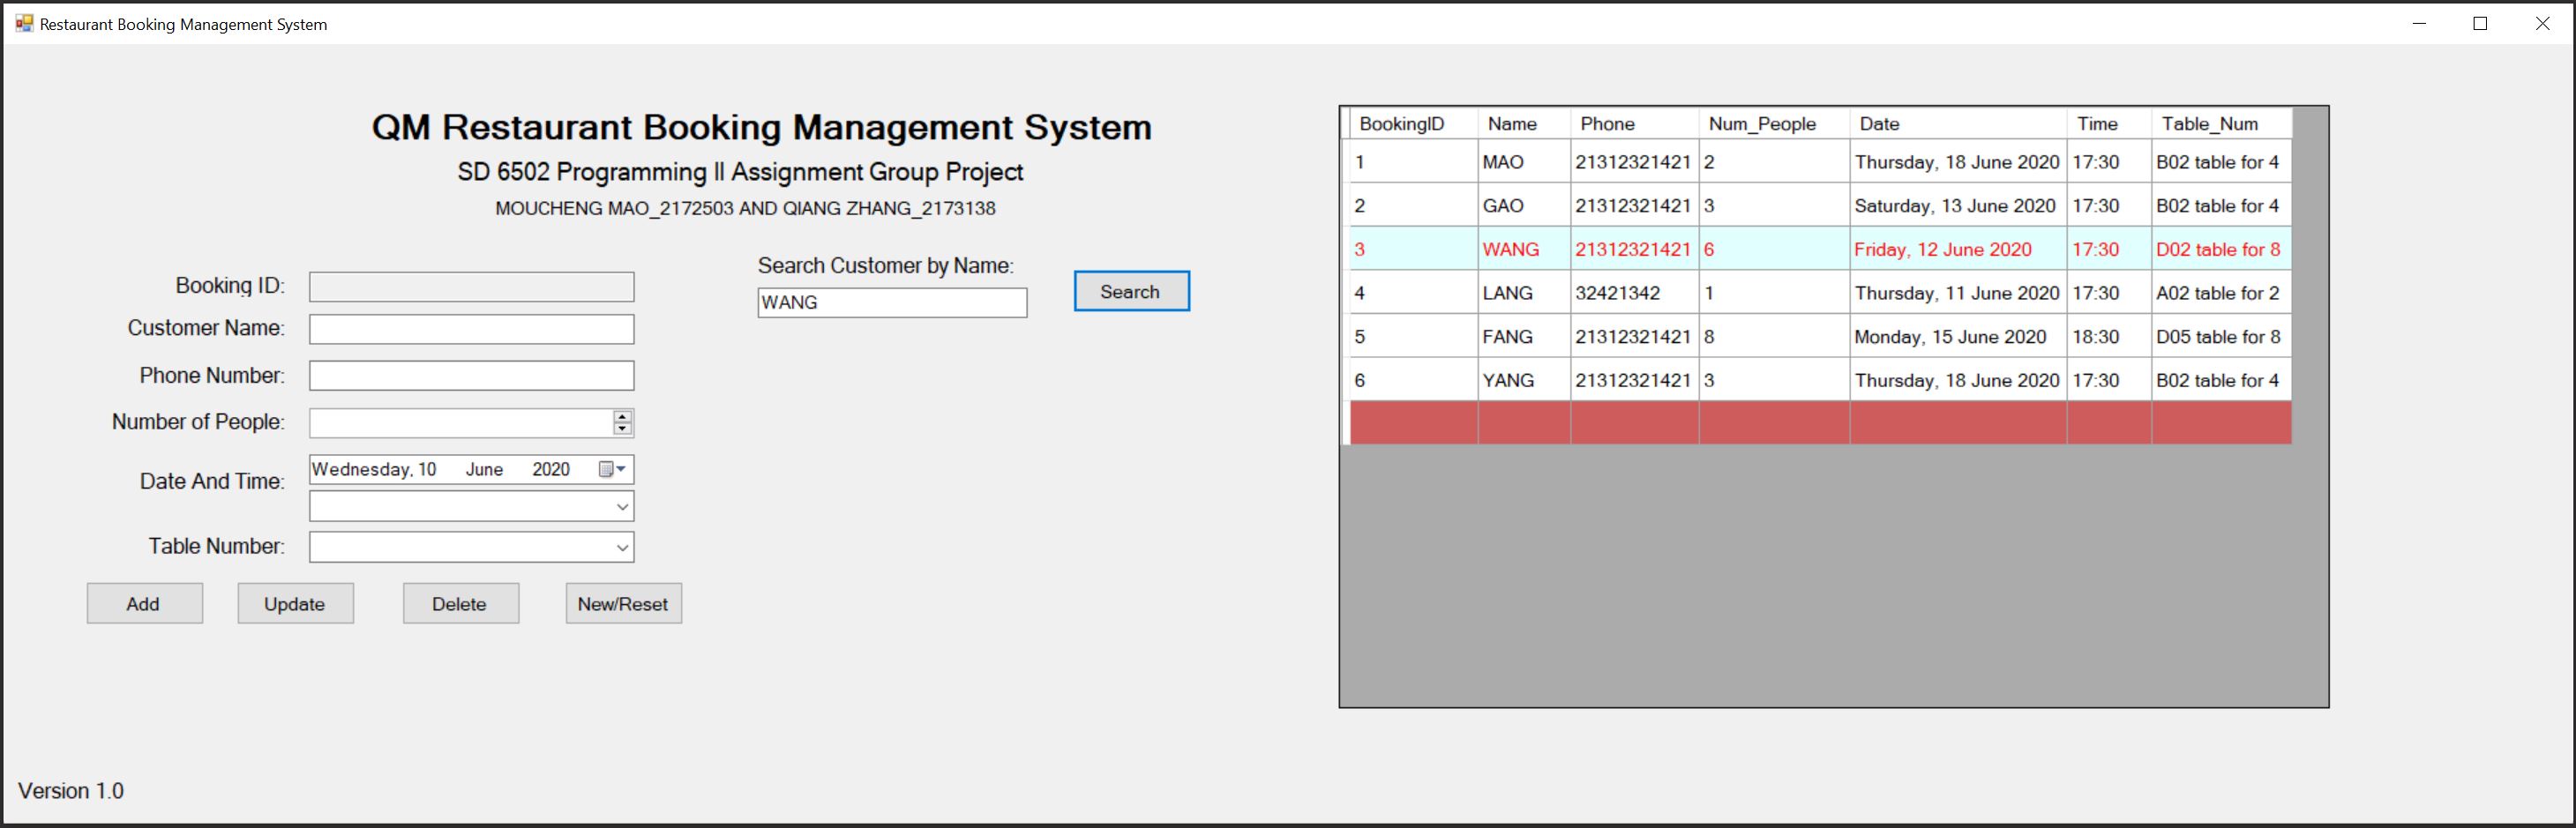 Restaurant Booking Management System
QM Restaurant Booking Management System
SD 6502 Programming II Assignment Group Project
MOUCHENG MAO_2172503 AND QIANG ZHANG_2173138
Booking ID:
Customer Name:
Phone Number:
Number of People:
Date And Time: Wednesday, 10 June 2020
Table Number:
Add Update Delete New/Reset
Search Customer by Name:
WANG
Search
BookingID Name Phone Num_People Date Time Table_Num
1 MAO 21312321421 2 Thursday, 18 June 2020 17:30 B02 table for 4
2 GAO 21312321421 3 Saturday, 13 June 2020 17:30 B02 table for 4
3 WANG 21312321421 6 Friday, 12 June 2020 17:30 D02 table for 8
4 LANG 32421342 1 Thursday, 11 June 2020 17:30 A02 table for 2
5 FANG 21312321421 8 Monday, 15 June 2020 18:30 D05 table for 8
6 YANG 21312321421 3 Thursday, 18 June 2020 17:30 B02 table for 4
Version 1.0